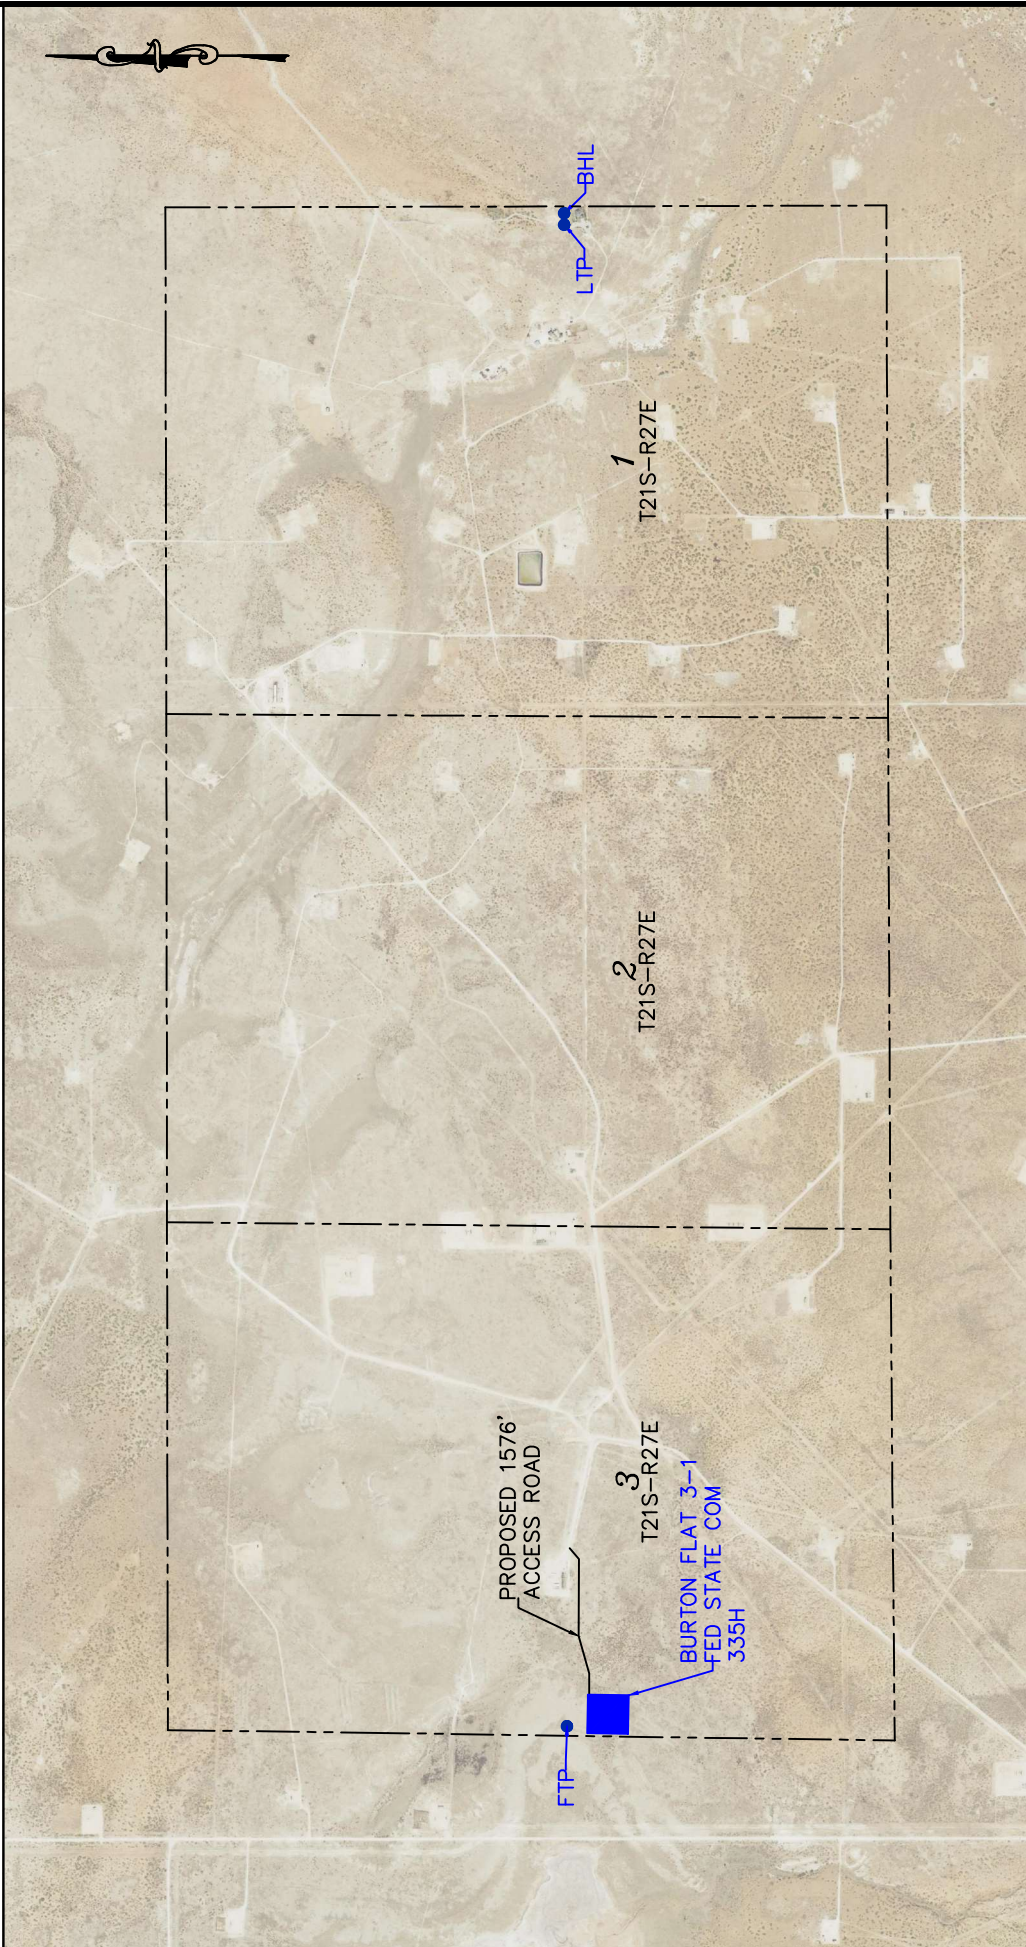 BHL
LTP
1
T21S-R27E
2
T21S-R27E
PROPOSED 1576'
ACCESS ROAD
3
T21S-R27E
BURTON FLAT 3-1
FED STATE COM
335H
FTP